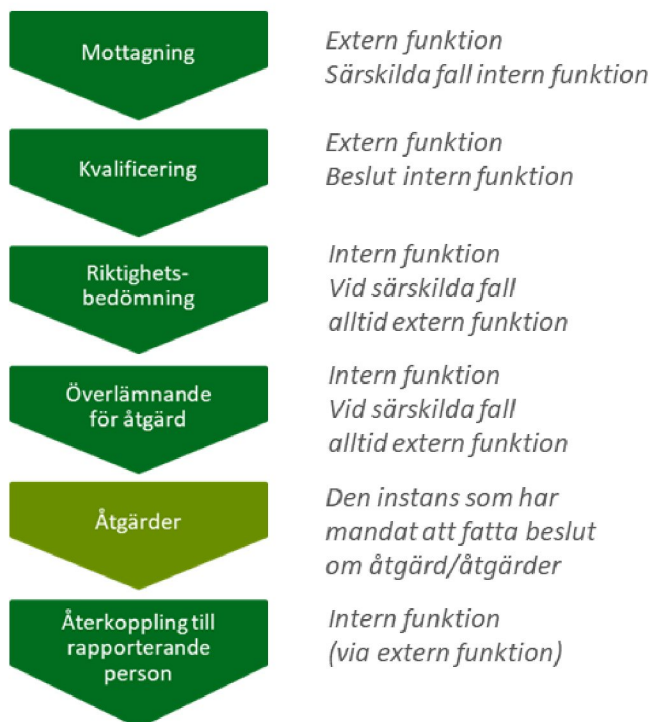 Mottagning
Extern funktion
Särskilda fall intern funktion
Kvalificering
Extern funktion
Beslut intern funktion
Riktighets-
bedömning
Intern funktion
Vid särskilda fall
alltid extern funktion
Överlämnande
för åtgärd
Intern funktion
Vid särskilda fall
alltid extern funktion
Åtgärder
Den instans som har
mandat att fatta beslut
om åtgärd/åtgärder
Återkoppling till
rapporterande
person
Intern funktion
(via extern funktion)